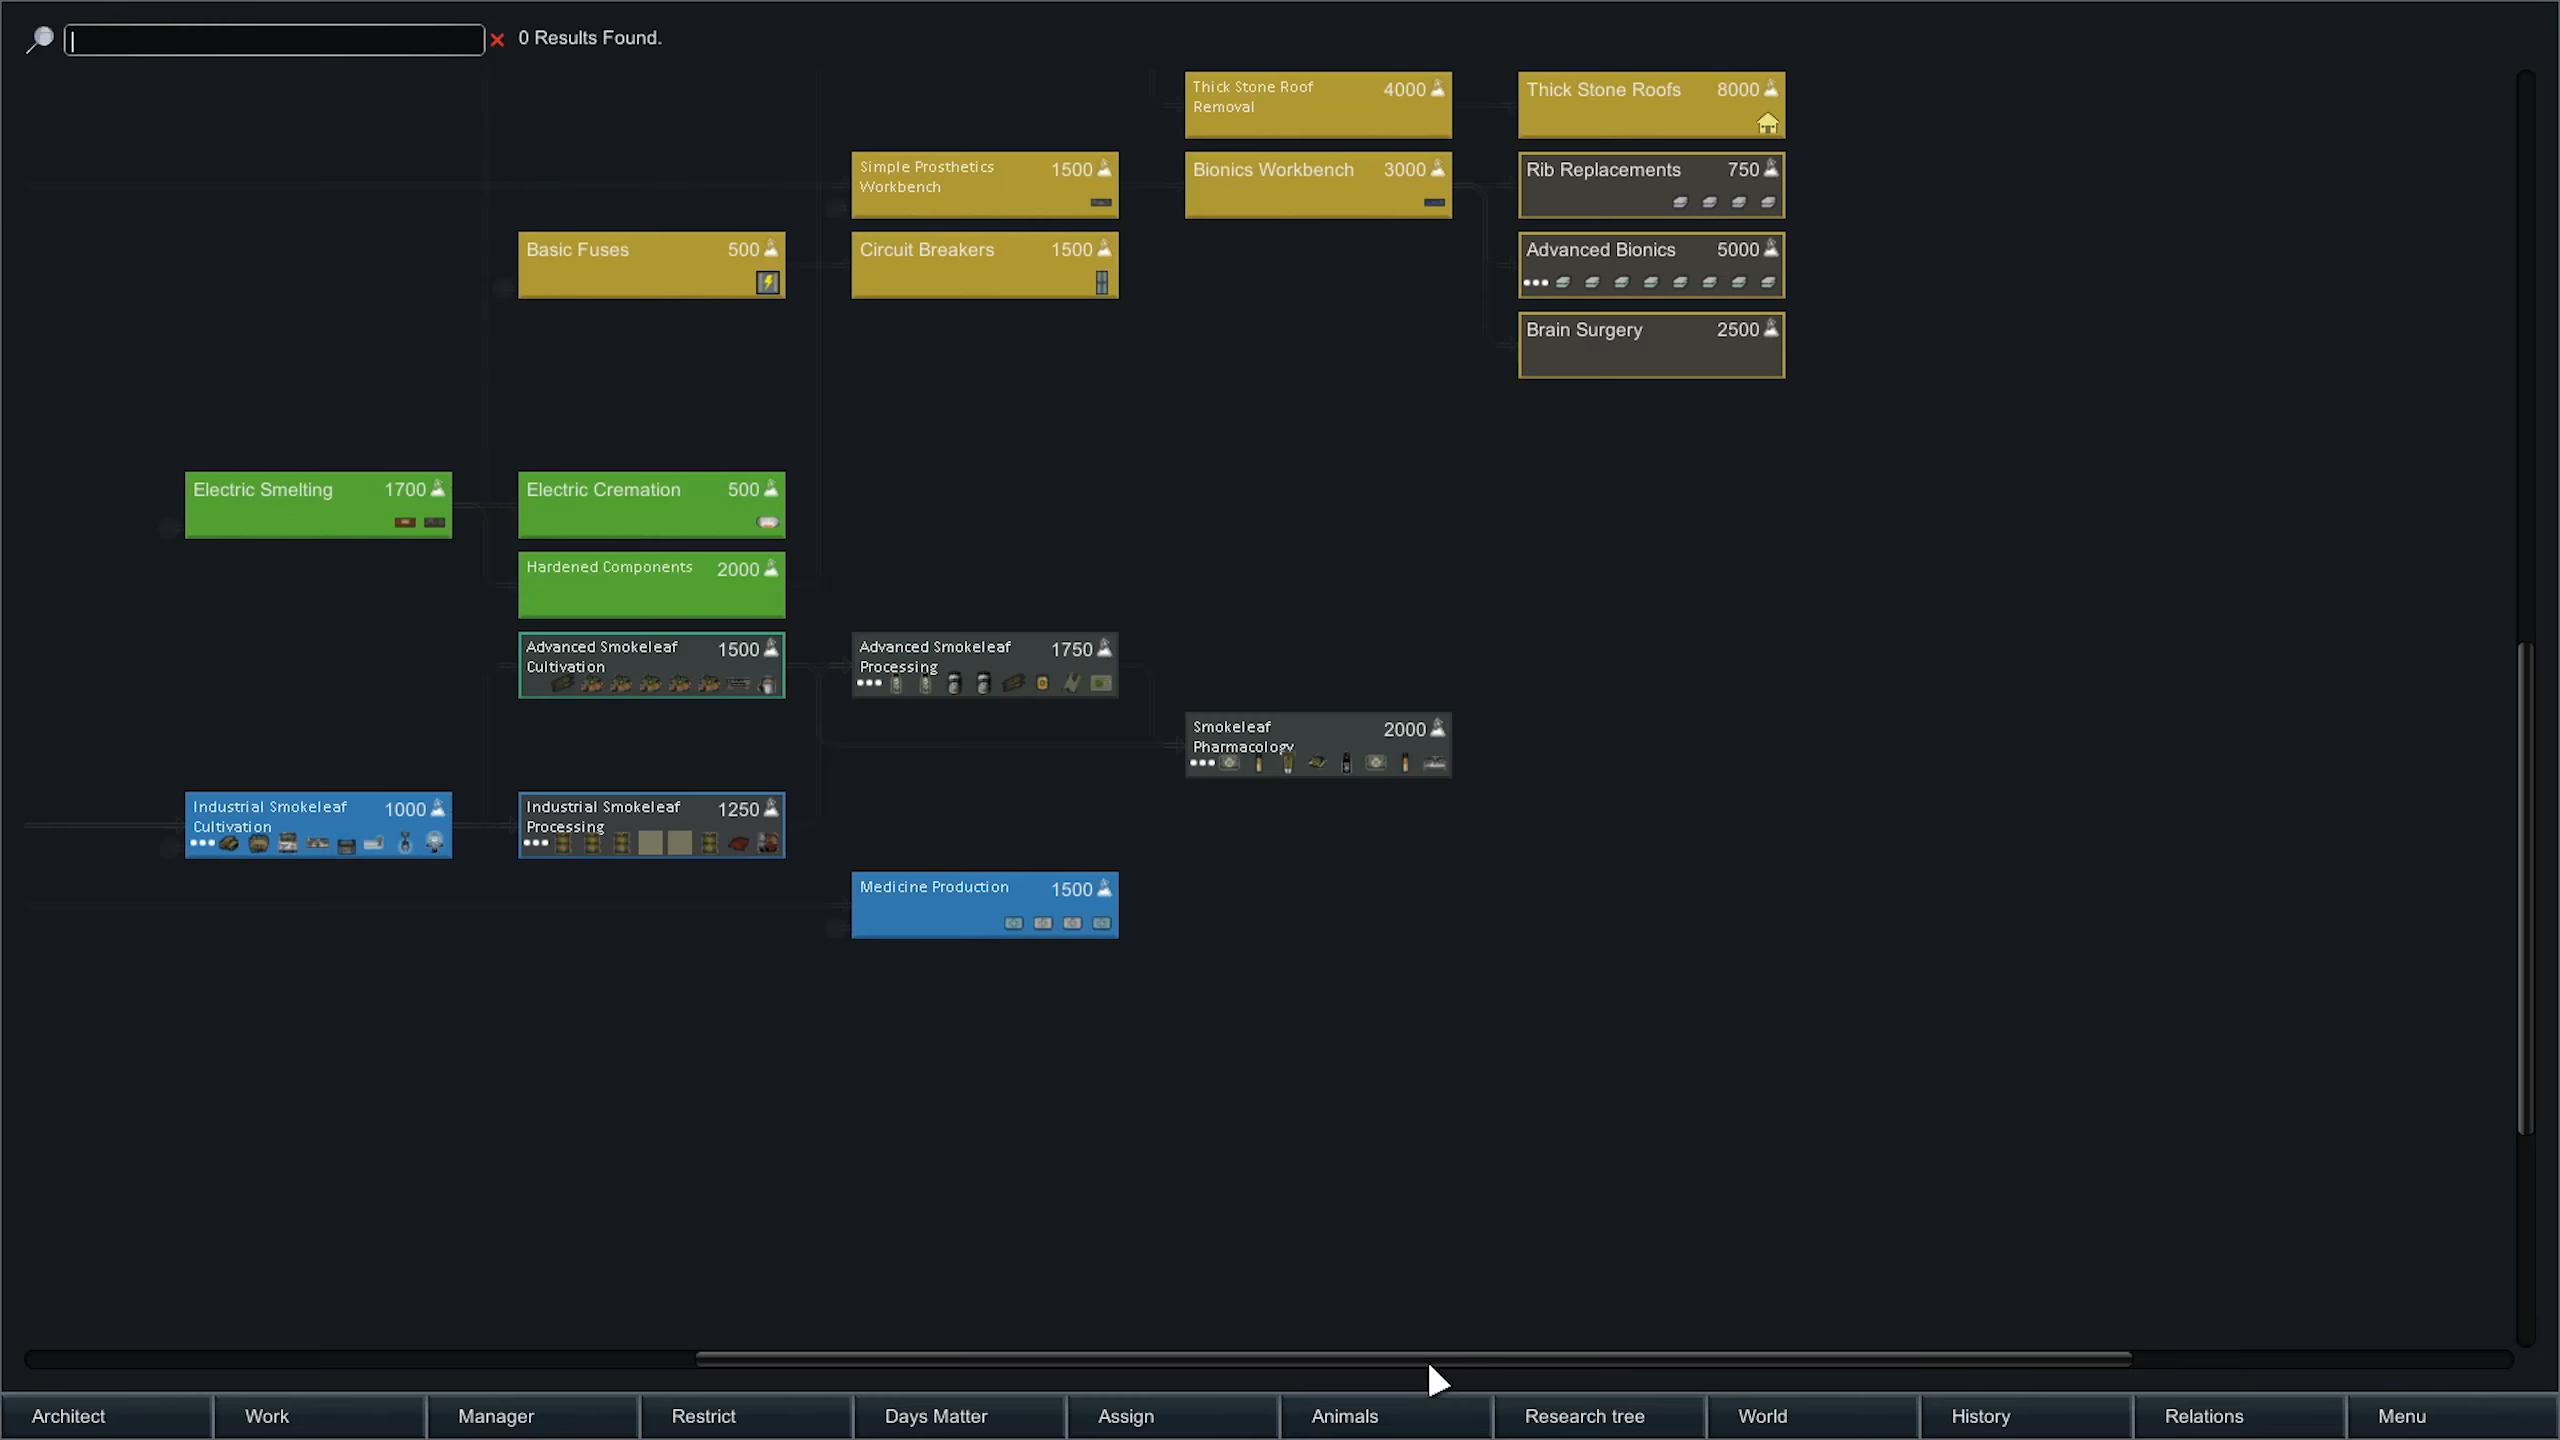 0 Results Found.
Thick Stone Roof
Removal
4000
Thick Stone Roofs
8000
Simple Prosthetics
Workbench
1500
Bionics Workbench
3000
Rib Replacements
750
Basic Fuses
500
Circuit Breakers
1500
Advanced Bionics
5000
Brain Surgery
2500
Electric Smelting
1700
Electric Cremation
500
Hardened Components
2000
Advanced Smokeleaf
Cultivation
1500
Advanced Smokeleaf
Processing
1750
Smokeleaf
Pharmacology
2000
Industrial Smokeleaf
Cultivation
1000
Industrial Smokeleaf
Processing
1250
Medicine Production
1500
Architect
Work
Manager
Restrict
Days Matter
Assign
Animals
Research tree
World
History
Relations
Menu